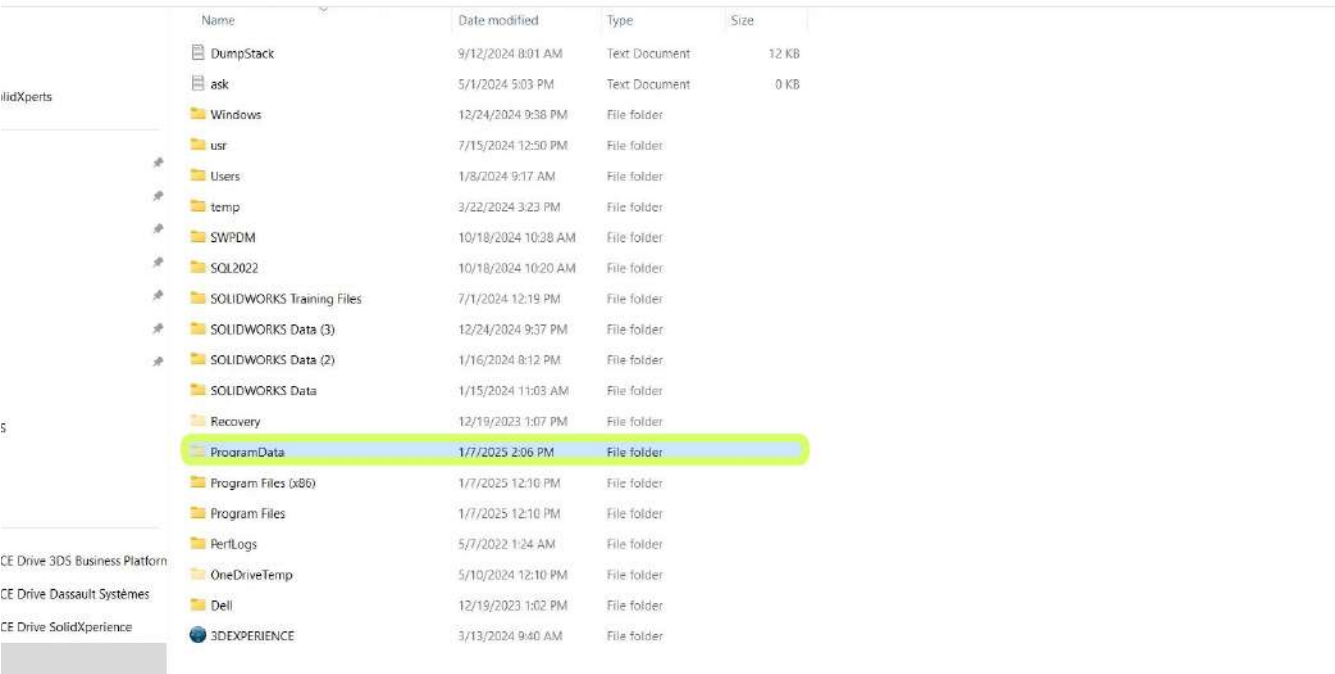 Name Date modified Type Size
DumpStack 9/12/2024 8:01 AM Text Document 12 KB
ask 5/1/2024 5:03 PM Text Document 0 KB
lidXperts
Windows 12/24/2024 9:38 PM File folder
usr 7/15/2024 12:50 PM File folder
Users 1/8/2024 9:17 AM File folder
temp 3/22/2024 3:23 PM File folder
SWPDM 10/18/2024 10:38 AM File folder
SQL2022 10/18/2024 10:20 AM File folder
SOLIDWORKS Training Files 7/1/2024 12:19 PM File folder
SOLIDWORKS Data (3) 12/24/2024 9:37 PM File folder
SOLIDWORKS Data (2) 1/16/2024 8:12 PM File folder
SOLIDWORKS Data 1/15/2024 11:03 AM File folder
Recovery 12/19/2023 1:07 PM File folder
S
ProgramData 1/7/2025 2:06 PM File folder
Program Files (x86) 1/7/2025 12:10 PM File folder
Program Files 1/7/2025 12:10 PM File folder
PerfLogs 5/7/2022 1:24 AM File folder
CE Drive 3DS Business Platforn
OneDriveTemp 5/10/2024 12:10 PM File folder
CE Drive Dassault Systèmes
Dell 12/19/2023 1:02 PM File folder
CE Drive SolidXperience
3DEXPERIENCE 3/13/2024 9:40 AM File folder